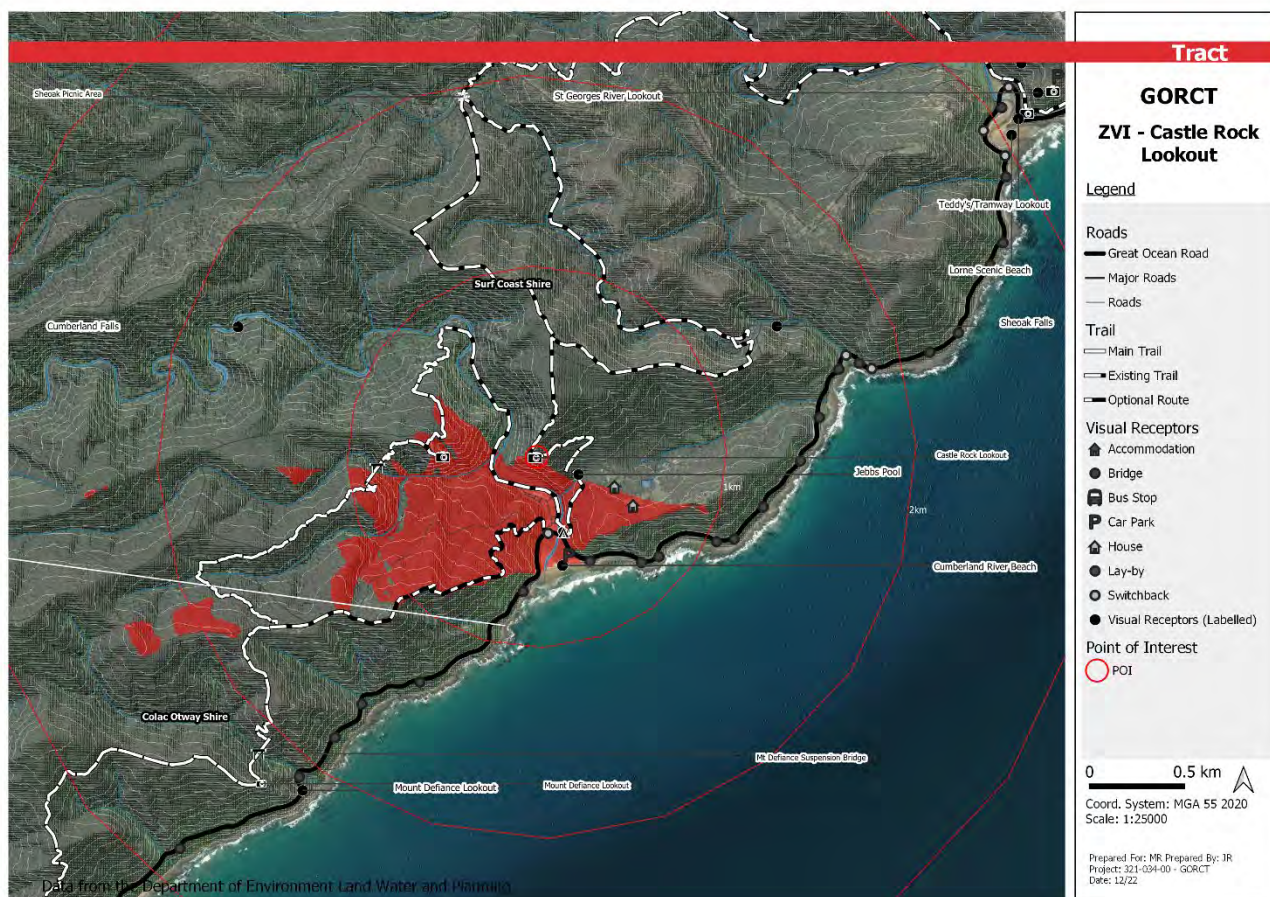 Tract
Sheoak Picnic Area
St Georges River Lookout
Teddy's/Tramway Lookout
Lorne Scenic Beach
Surf Coast Shire
Cumberland Falls
Sheoak Falls
Castle Rock Lookout
Jebbs Pool
1km
2km
Cumberland River Beach
Colac Otway Shire
Mt Defiance Suspension Bridge
Mount Defiance Lookout
Mount Defiance Lookout
Data from the Department of Environment Land Water and Planning
GORCT
ZVI - Castle Rock
Lookout
Legend
Roads
Great Ocean Road
Major Roads
Roads
Trail
Main Trail
Existing Trail
Optional Route
Visual Receptors
Accommodation
Bridge
Bus Stop
P Car Park
House
Lay-by
Switchback
Visual Receptors (Labelled)
Point of Interest
POI
0 0.5 km
Coord. System: MGA 55 2020
Scale: 1:25000
Prepared For: MR Prepared By: JR
Project: 321-034-00 - GORCT
Date: 12/22